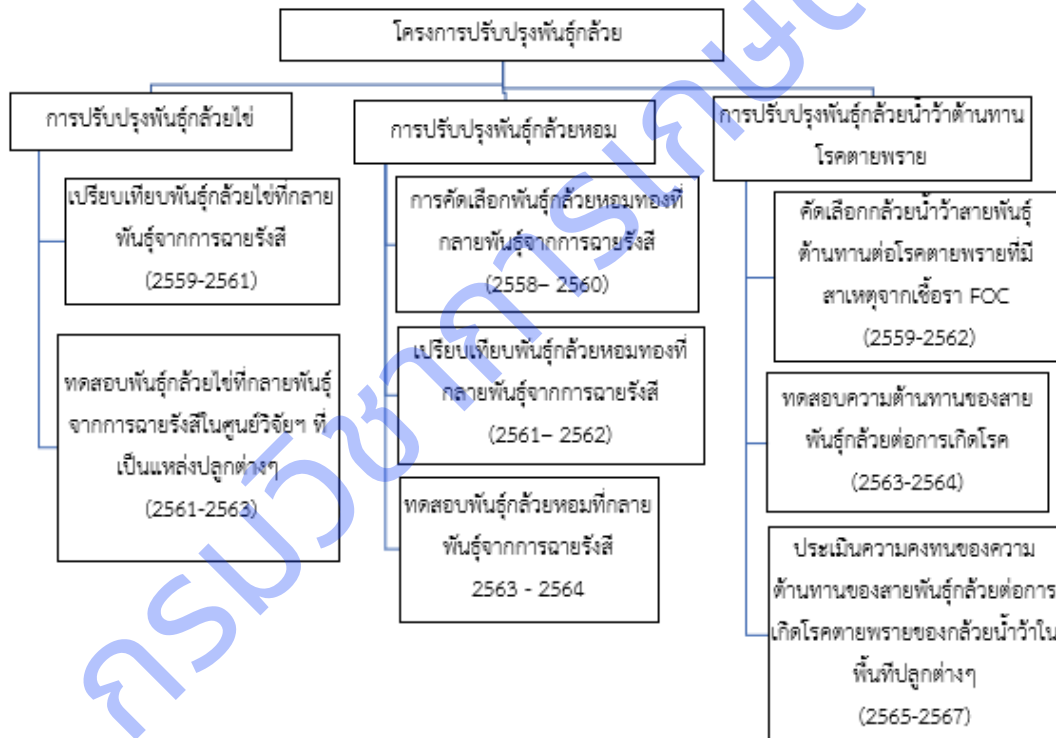 โครงการปรับปรุงพันธุ์กล้วย
การปรับปรุงพันธุ์กล้วยไข่
เปรียบเทียบพันธุ์กล้วยไข่ที่กลาย
พันธุ์จากการฉายรังสี
(2559-2561)
ทดสอบพันธุ์กล้วยไข่ที่กลายพันธุ์
จากการฉายรังสีในศูนย์วิจัยฯ ที่
เป็นแหล่งปลูกต่างๆ
(2561-2563)
การปรับปรุงพันธุ์กล้วยหอม
การคัดเลือกพันธุ์กล้วยหอมทองที่
กลายพันธุ์จากการฉายรังสี
(2558– 2560)
เปรียบเทียบพันธุ์กล้วยหอมทองที่
กลายพันธุ์จากการฉายรังสี
(2561– 2562)
ทดสอบพันธุ์กล้วยหอมที่กลาย
พันธุ์จากการฉายรังสี
2563 - 2564
การปรับปรุงพันธุ์กล้วยน้ำว้าต้านทาน
โรคตายพราย
คัดเลือกกล้วยน้ำว้าสายพันธุ์
ต้านทานต่อโรคตายพรายที่มี
สาเหตุจากเชื้อรา FOC
(2559-2562)
ทดสอบความต้านทานของสาย
พันธุ์กล้วยต่อการเกิดโรค
(2563-2564)
ประเมินความคงทนของความ
ต้านทานของสายพันธุ์กล้วยต่อการ
เกิดโรคตายพรายของกล้วยน้ำว้าใน
พื้นที่ปลูกต่างๆ
(2565-2567)
กรมวิชาการเกษ